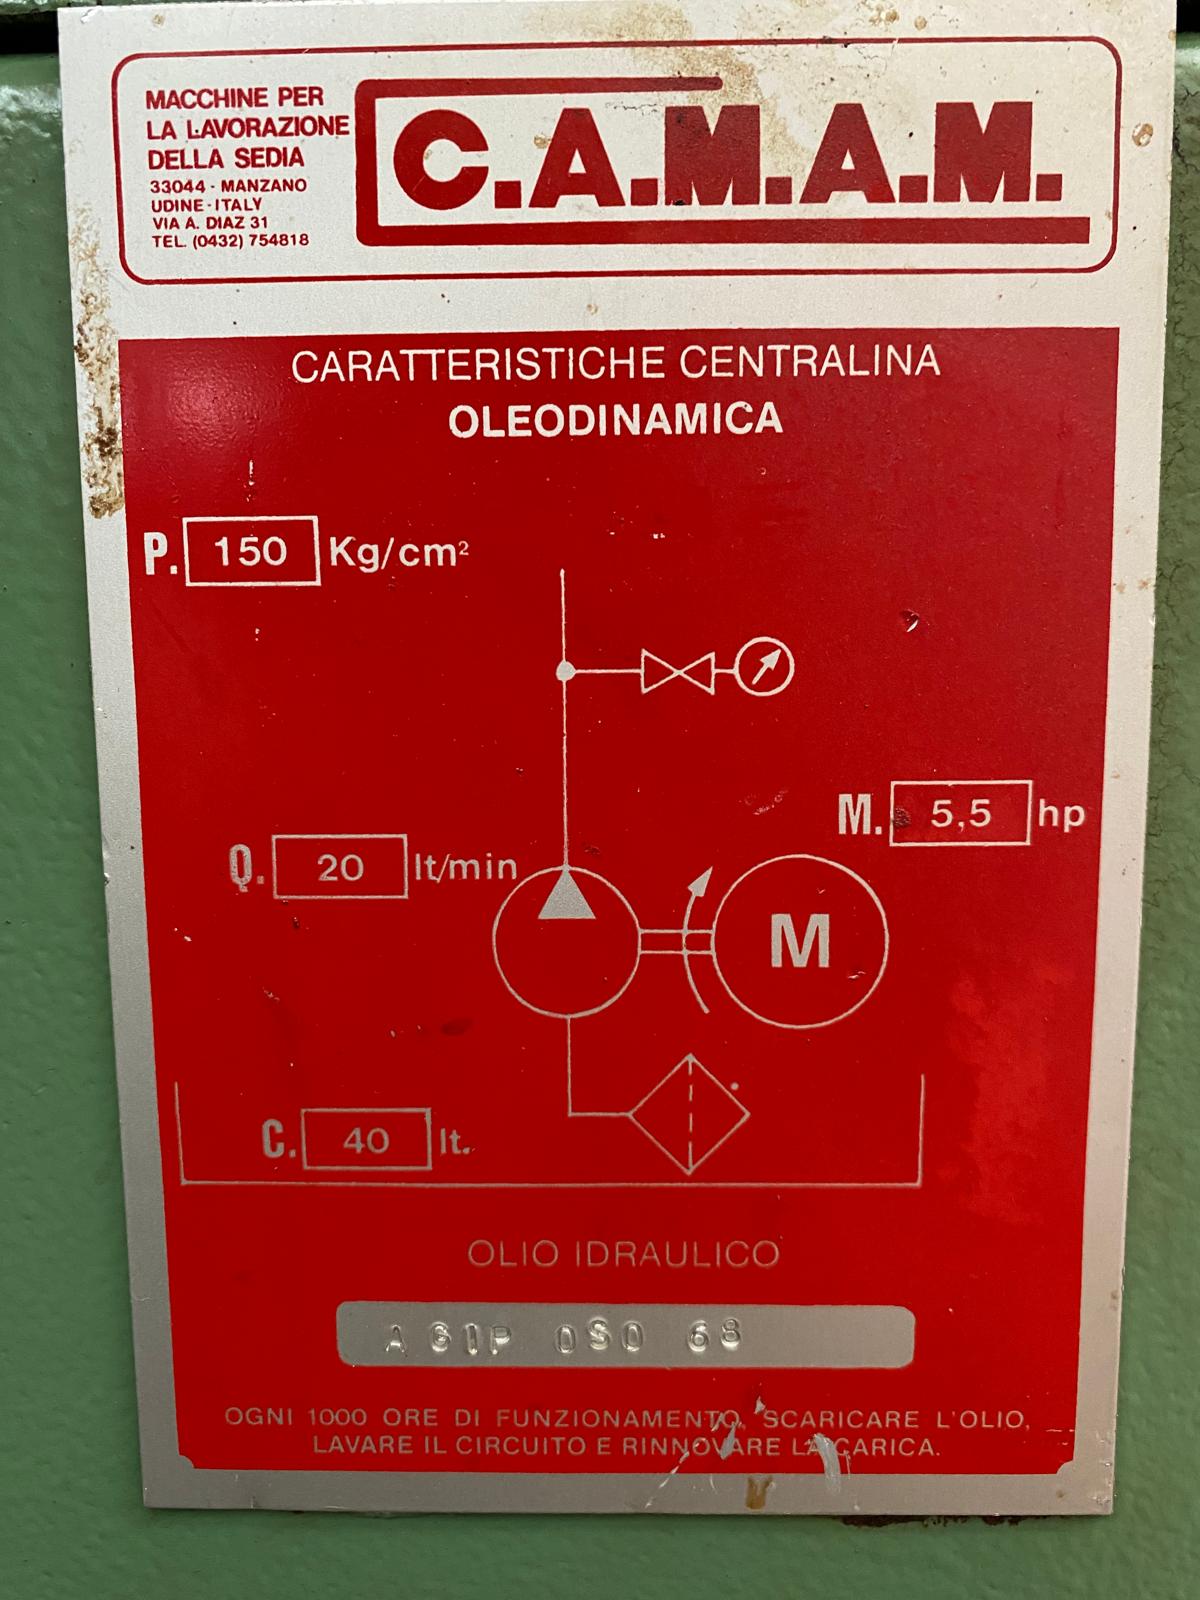 MACCHINE PER
LA LAVORAZIONE
DELLA SEDIA
33044 - MANZANO
UDINE - ITALY
VIA A. DIAZ 31
TEL. (0432) 754818
C.A.M.A.M.
CARATTERISTICHE CENTRALINA
OLEODINAMICA
P. 150 Kg/cm²
M. 5,5 hp
Q. 20 lt/min
M
C. 40 lt.
OLIO IDRAULICO
AGIP OSO 68
OGNI 1000 ORE DI FUNZIONAMENTO, SCARICARE L'OLIO,
LAVARE IL CIRCUITO E RINNOVARE LA CARICA.